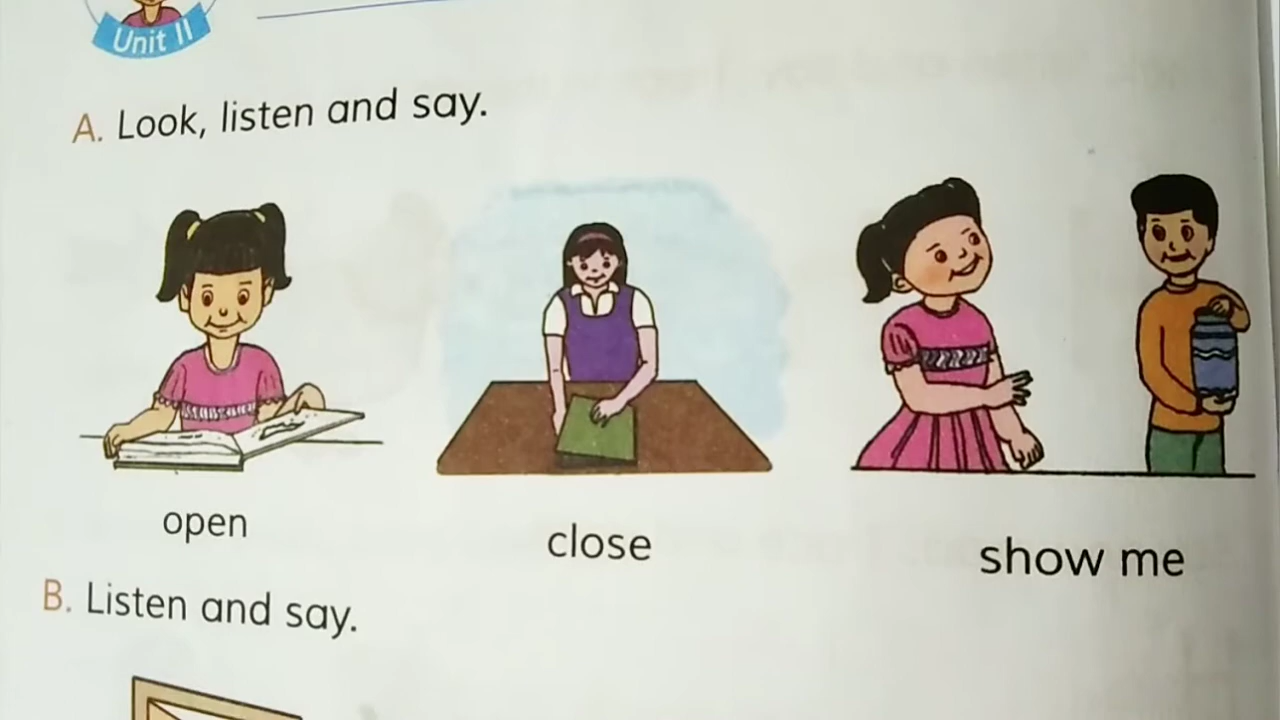 Unit 11
A. Look, listen and say.
open
close
show me
B. Listen and say.